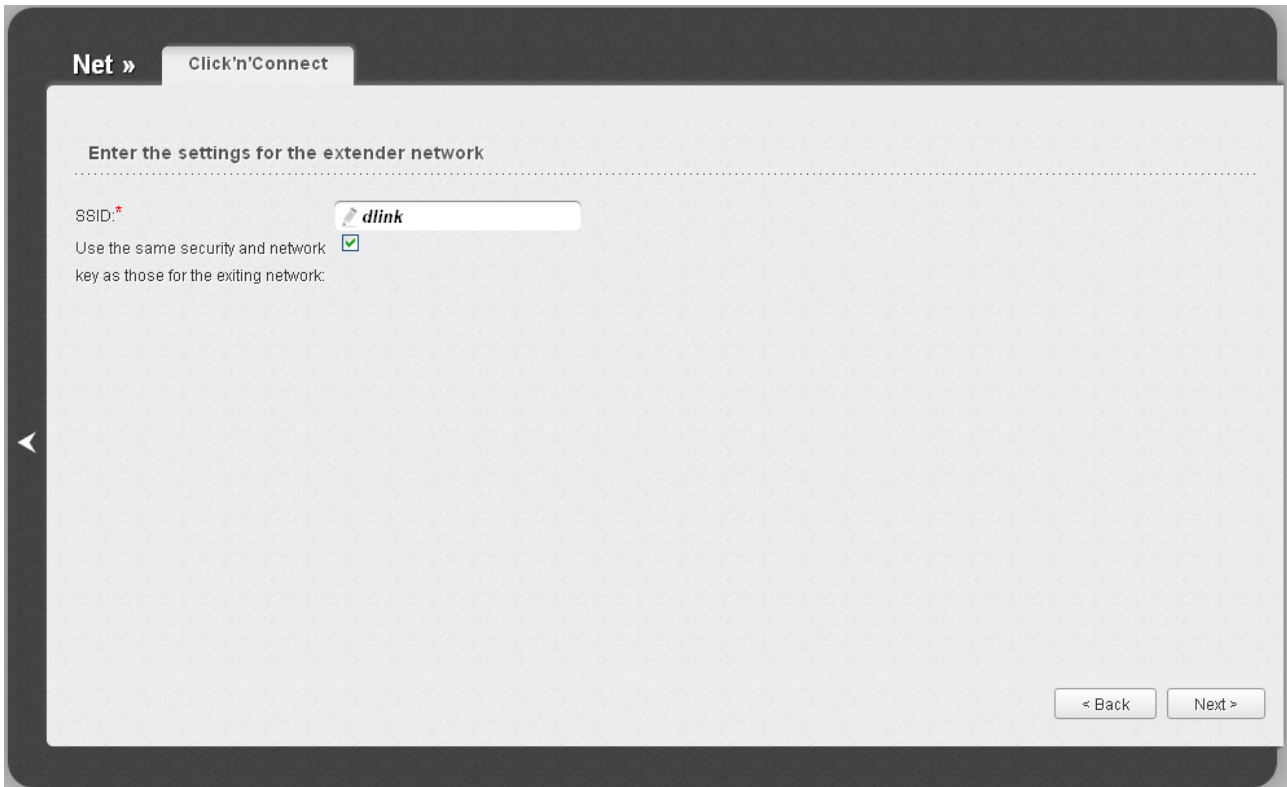 Net » Click'n'Connect
Enter the settings for the extender network
SSID:* dlink
Use the same security and network
key as those for the exiting network:
< Back Next >